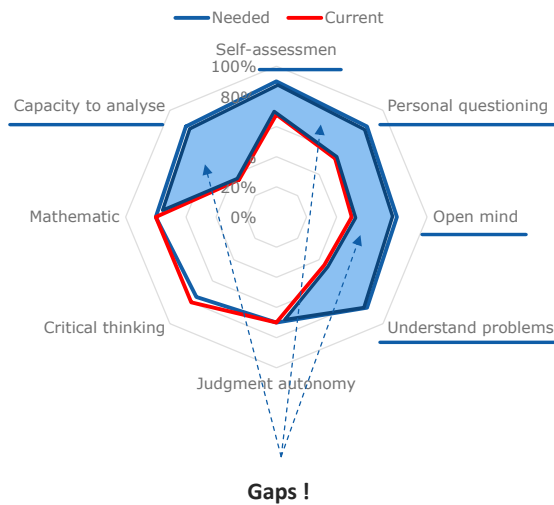 Needed Current
Self-assessmen
100%
80%
Capacity to analyse
Personal questioning
%
20%
0%
Mathematic
Open mind
Critical thinking
Understand problems
Judgment autonomy
Gaps !